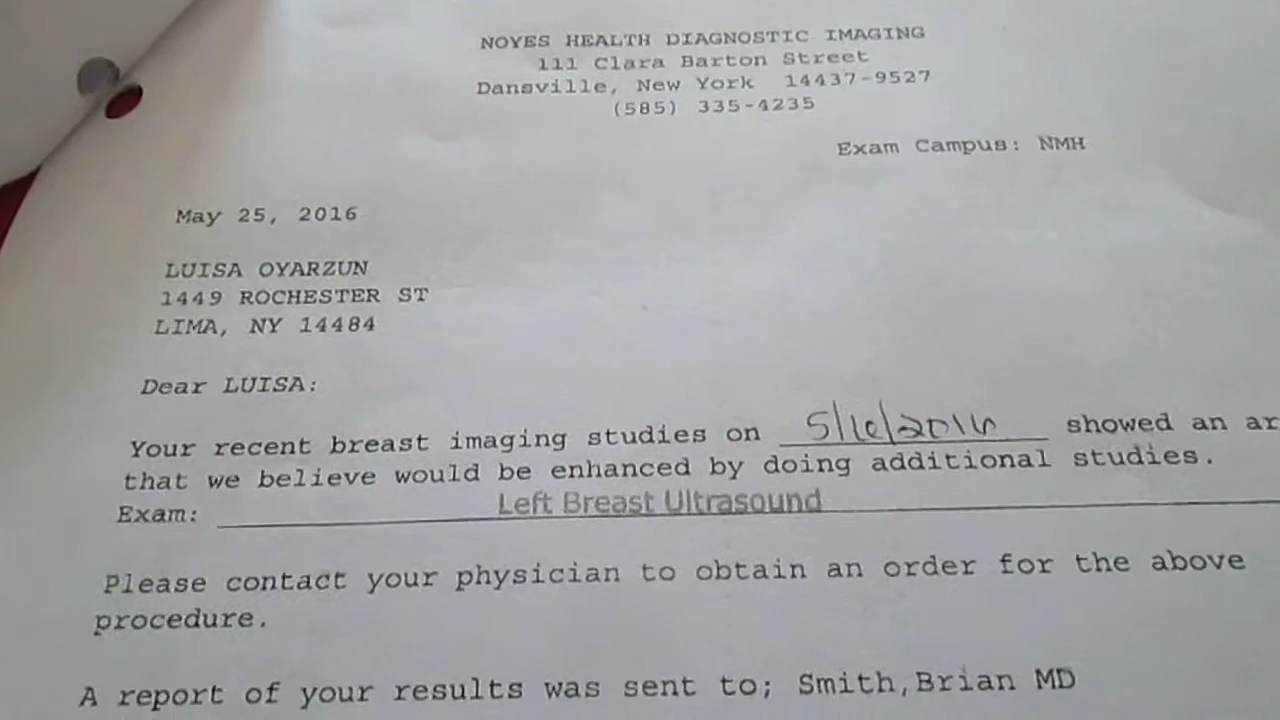 NOYES HEALTH DIAGNOSTIC IMAGING
111 Clara Barton Street
Dansville, New York 14437-9527
(585) 335-4235
Exam Campus: NMH
May 25, 2016
LUISA OYARZUN
1449 ROCHESTER ST
LIMA, NY 14484
Dear LUISA:
Your recent breast imaging studies on showed an
that we believe would be enhanced by doing additional studies.
Exam: Left Breast Ultrasound
Please contact your physician to obtain an order for the above
procedure.
A report of your results was sent to; Smith,Brian MD